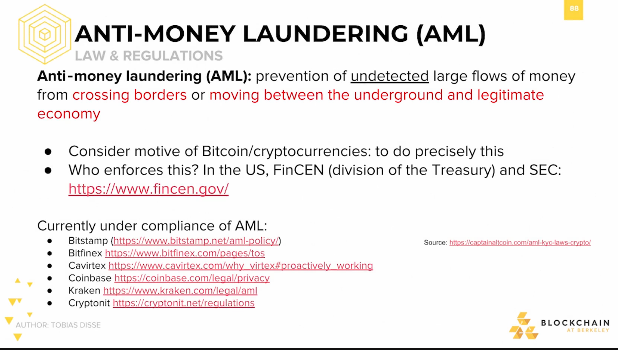 88
ANTI-MONEY LAUNDERING (AML)
LAW & REGULATIONS
Anti-money laundering (AML): prevention of undetected large flows of money
from crossing borders or moving between the underground and legitimate
economy
● Consider motive of Bitcoin/cryptocurrencies: to do precisely this
● Who enforces this? In the US, FinCEN (division of the Treasury) and SEC:
https://www.fincen.gov/
Currently under compliance of AML:
● Bitstamp (https://www.bitstamp.net/aml-policy/)
Source: https://captainaltcoin.com/aml-kyc-laws-crypto/
● Bitfinex https://www.bitfinex.com/pages/tos
● Cavirtex https://www.cavirtex.com/why_virtex#proactively_working
● Coinbase https://coinbase.com/legal/privacy
● Kraken https://www.kraken.com/legal/aml
● Cryptonit https://cryptonit.net/regulations
AUTHOR: TOBIAS DISSE
BLOCKCHAIN
AT BERKELEY